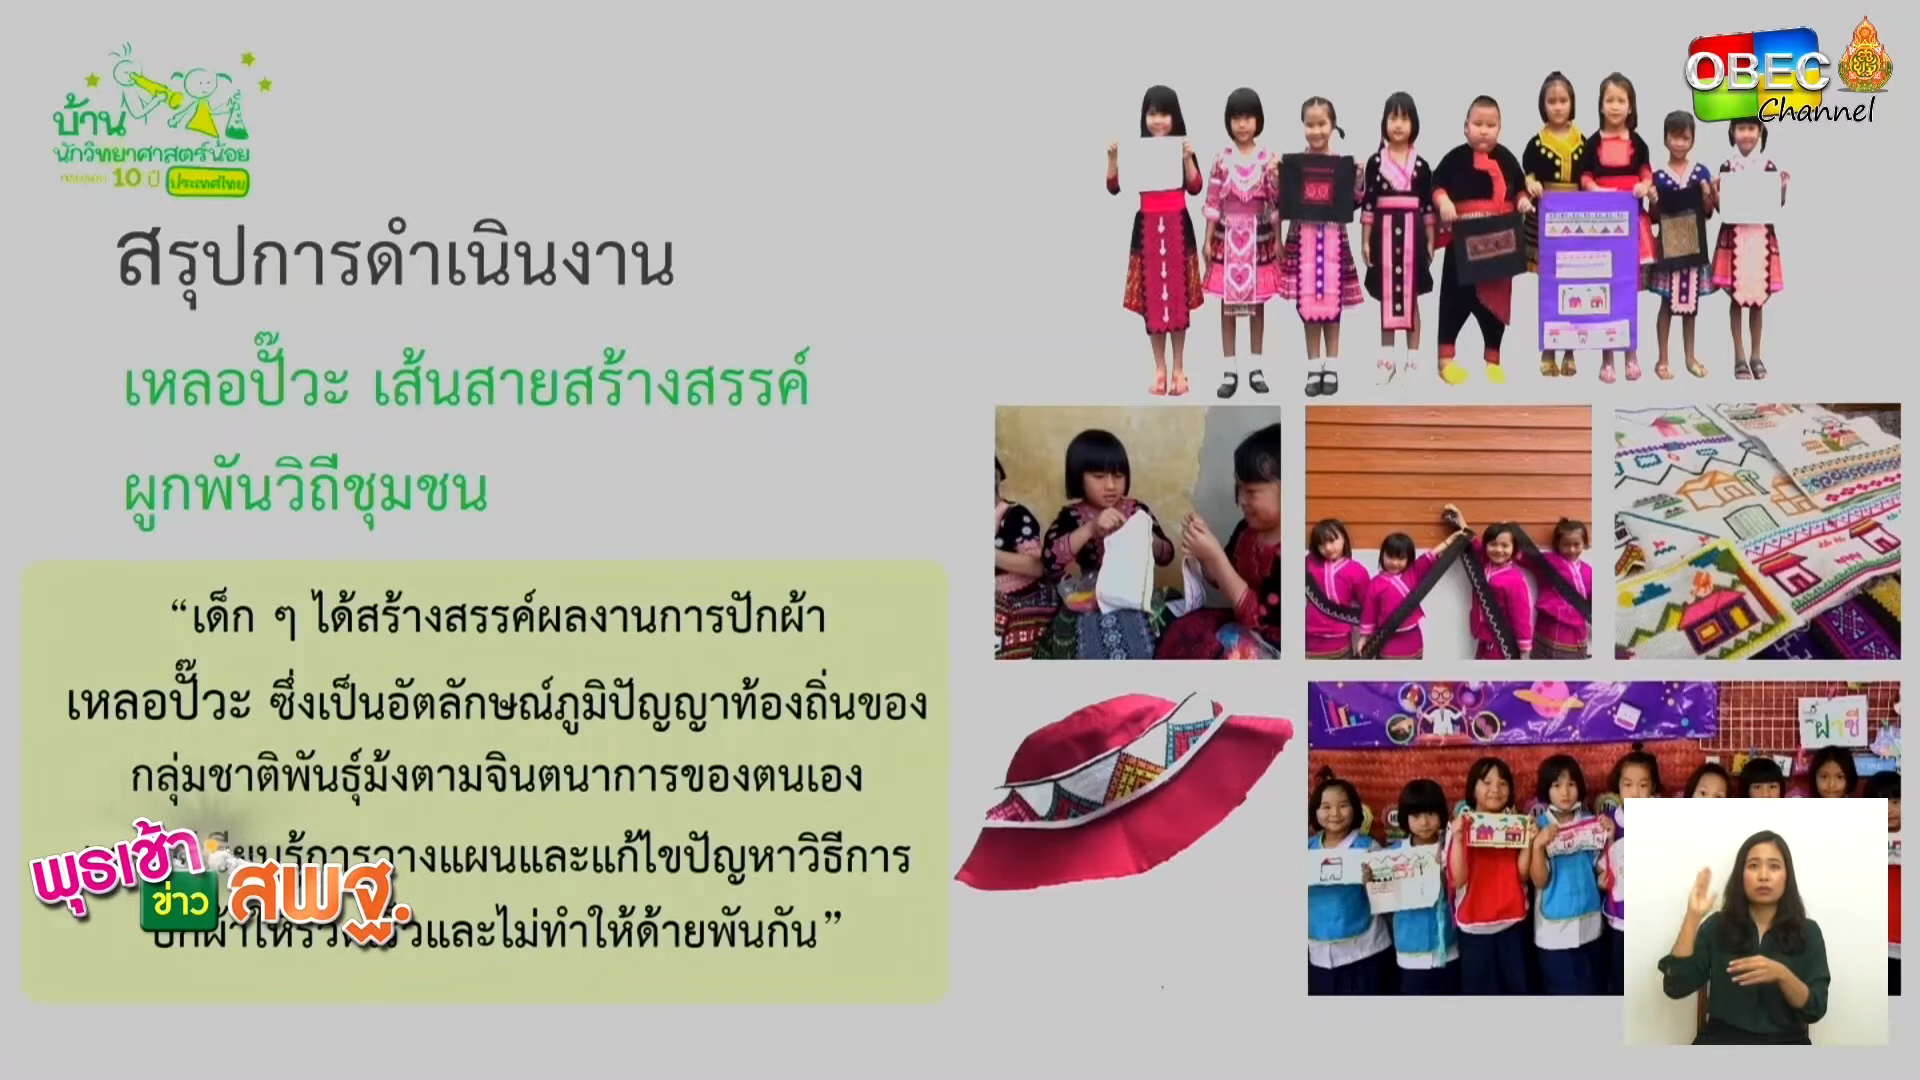 บ้าน
นักวิทยาศาสตร์น้อย
10 ปี ประเทศไทย
OBEC
Channel
สรุปการดำเนินงาน
เหลอปั๊วะ เส้นสายสร้างสรรค์
ผูกพันวิถีชุมชน
“เด็ก ๆ ได้สร้างสรรค์ผลงานการปักผ้า
เหลอปั๊วะ ซึ่งเป็นอัตลักษณ์ภูมิปัญญาท้องถิ่นของ
กลุ่มชาติพันธุ์ม้งตามจินตนาการของตนเอง
การวางแผนและแก้ไขปัญหาวิธีการ
และไม่ทำให้ด้ายพันกัน”
พุธเช้า
ข่าว
สพฐ.
ฝาชี